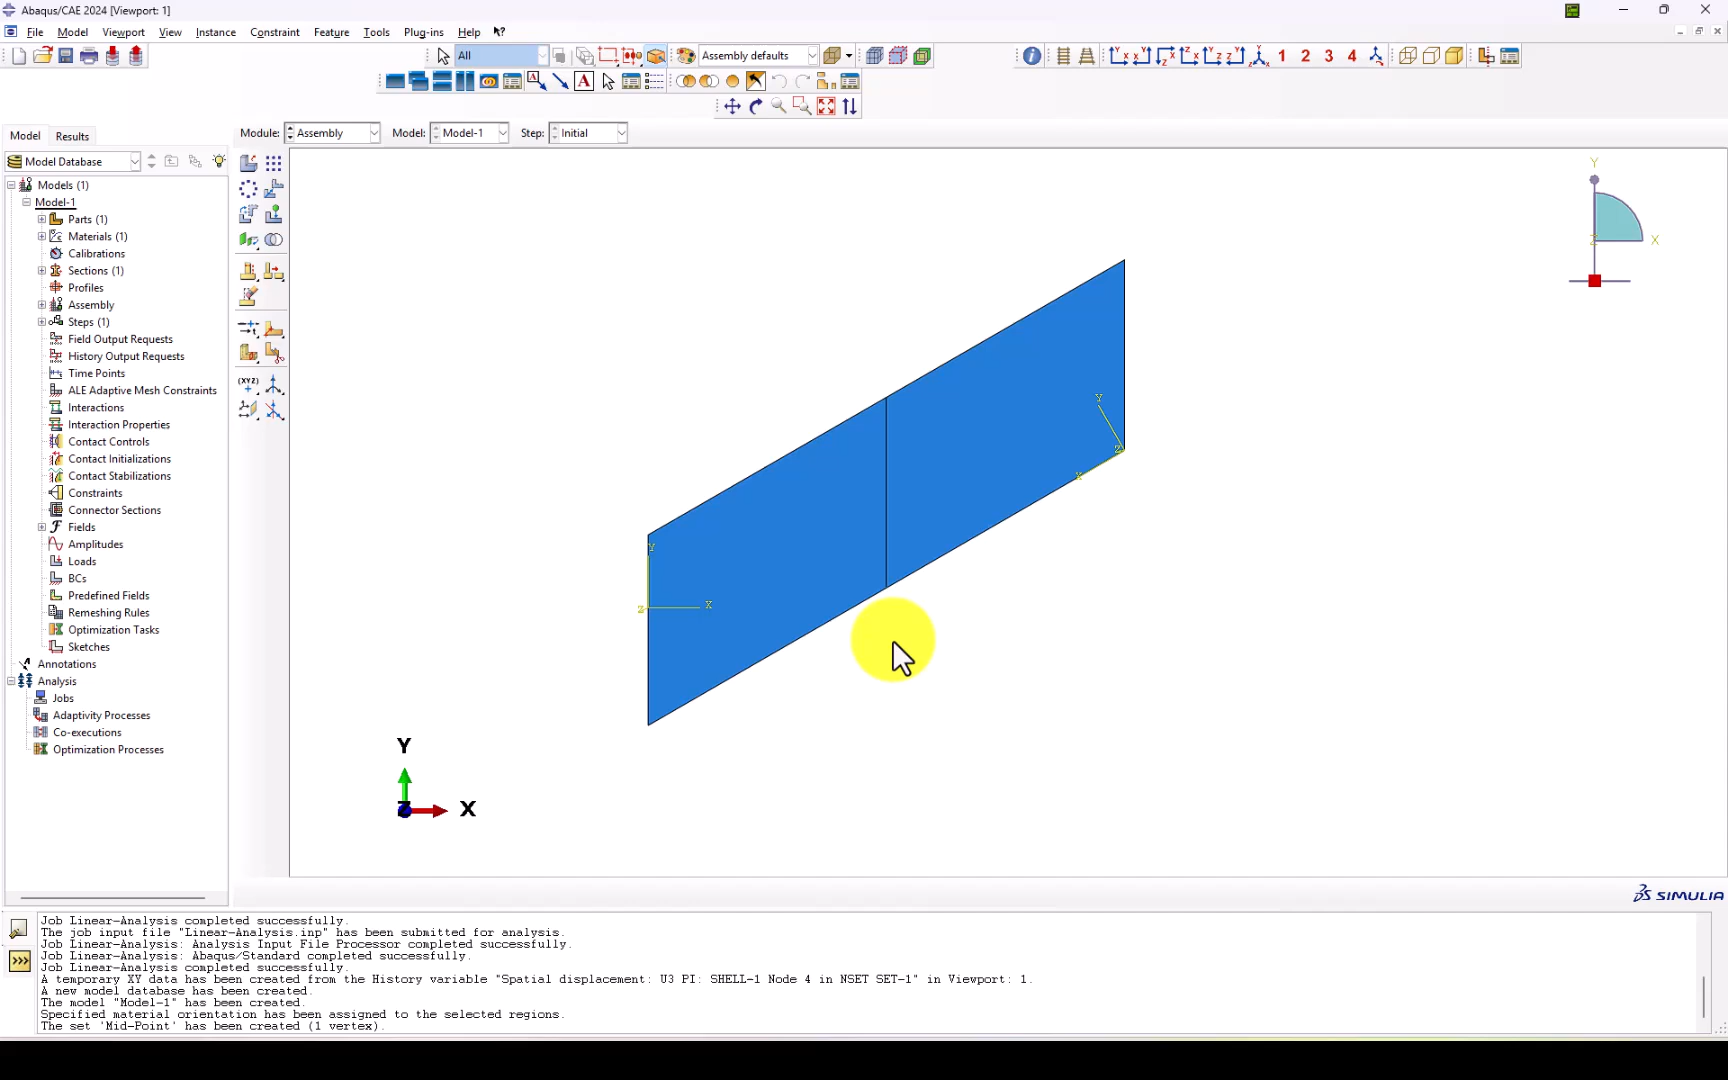 Abaqus/CAE 2024 [Viewport: 1]
File Model Viewport View Instance Constraint Feature Tools Plug-ins Help
All Assembly defaults 1 2 3 4
Model Results
Module: Assembly Model: Model-1 Step: Initial
Model Database
Models (1)
Model-1
Parts (1)
Materials (1)
Calibrations
Sections (1)
Profiles
Assembly
Steps (1)
Field Output Requests
History Output Requests
Time Points
ALE Adaptive Mesh Constraints
Interactions
Interaction Properties
Contact Controls
Contact Initializations
Contact Stabilizations
Constraints
Connector Sections
Fields
Amplitudes
Loads
BCs
Predefined Fields
Remeshing Rules
Optimization Tasks
Sketches
Annotations
Analysis
Jobs
Adaptivity Processes
Co-executions
Optimization Processes
(XYZ)
Y
X
Z
Y
Z
X
Y
Z
X
Y
Z
X
SIMULIA
Job Linear-Analysis completed successfully.
The job input file "Linear-Analysis.inp" has been submitted for analysis.
Job Linear-Analysis: Analysis Input File Processor completed successfully.
Job Linear-Analysis: Abaqus/Standard completed successfully.
Job Linear-Analysis completed successfully.
A temporary XY data has been created from the History variable "Spatial displacement: U3 PI: SHELL-1 Node 4 in NSET SET-1" in Viewport: 1.
A new model database has been created.
The model "Model-1" has been created.
Specified material orientation has been assigned to the selected regions.
The set 'Mid-Point' has been created (1 vertex).
>>>